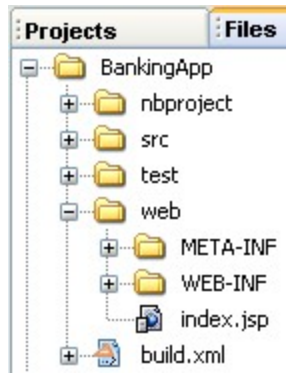 Projects Files
BankingApp
nbproject
src
test
web
META-INF
WEB-INF
index.jsp
build.xml